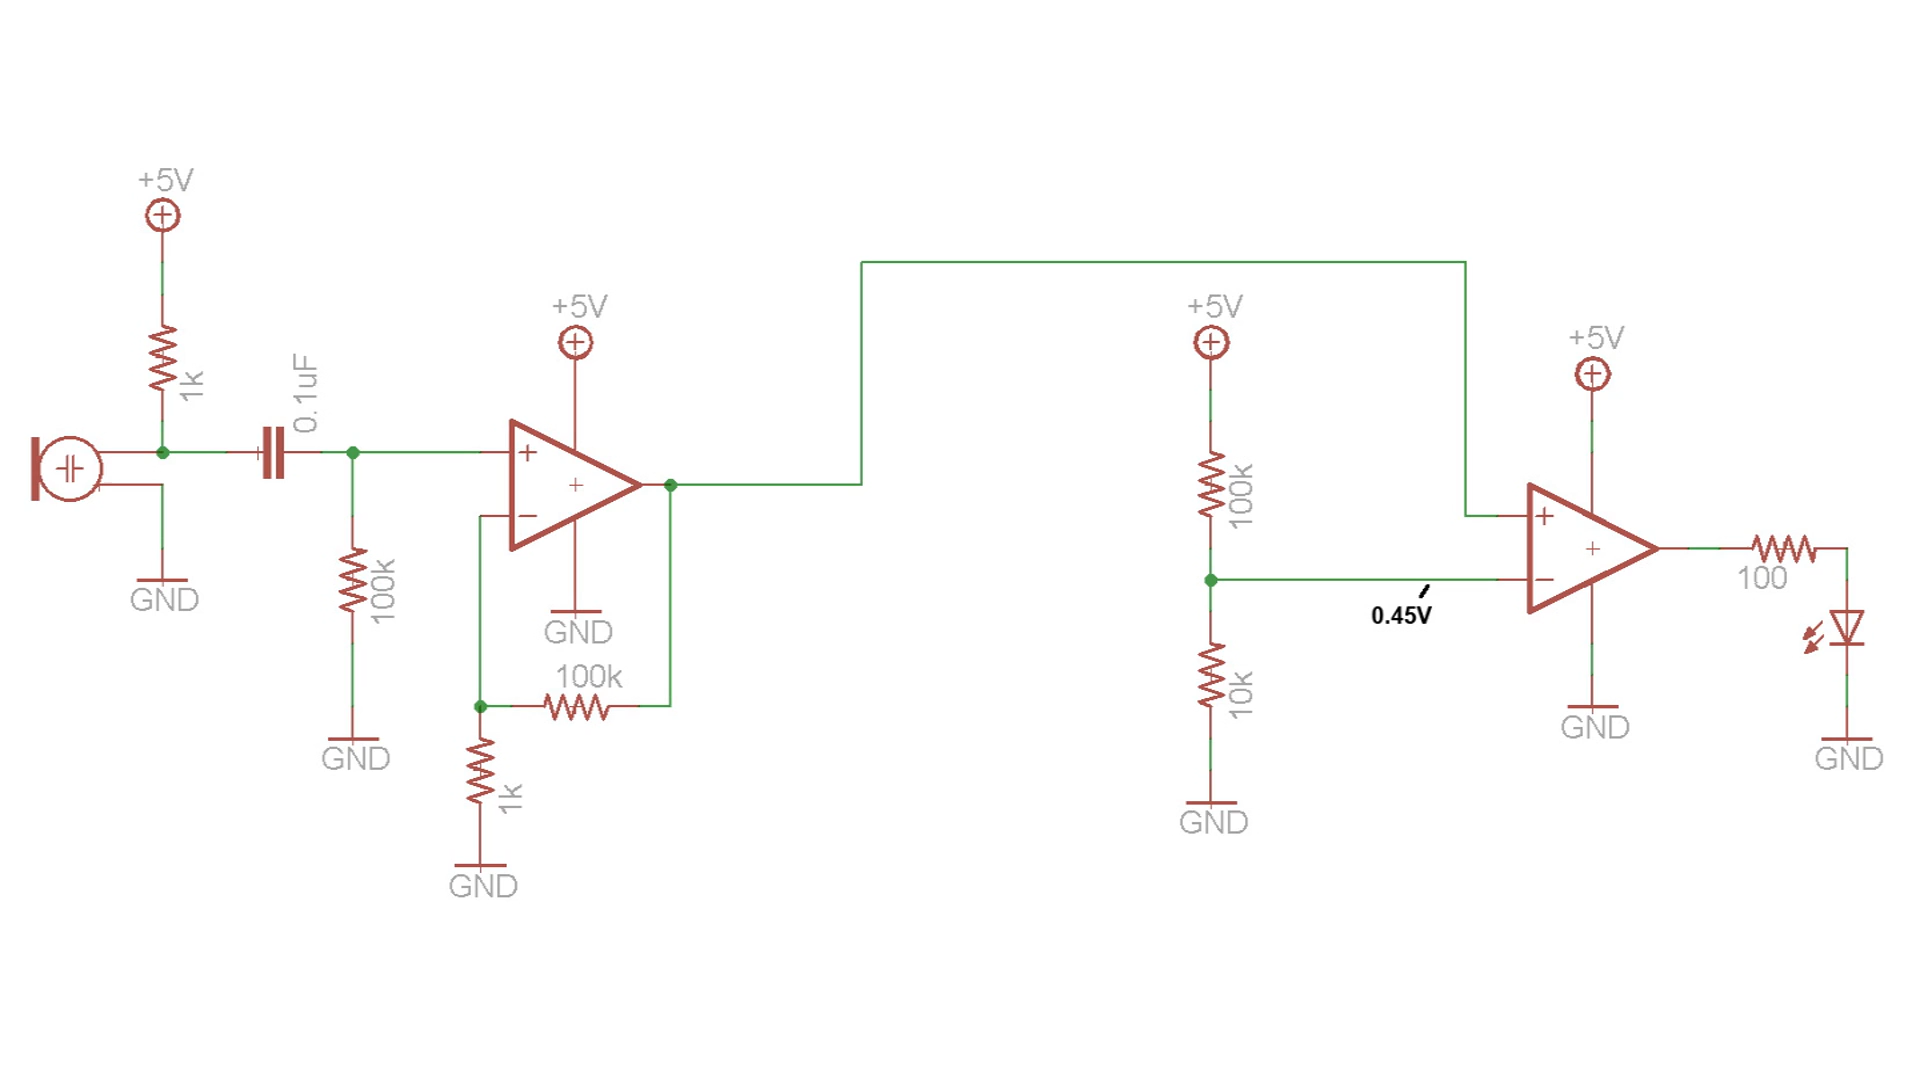 +5V
1k
0.1uF
GND
100k
GND
+5V
GND
100k
1k
GND
+5V
100k
0.45V
10k
GND
+5V
GND
100
GND